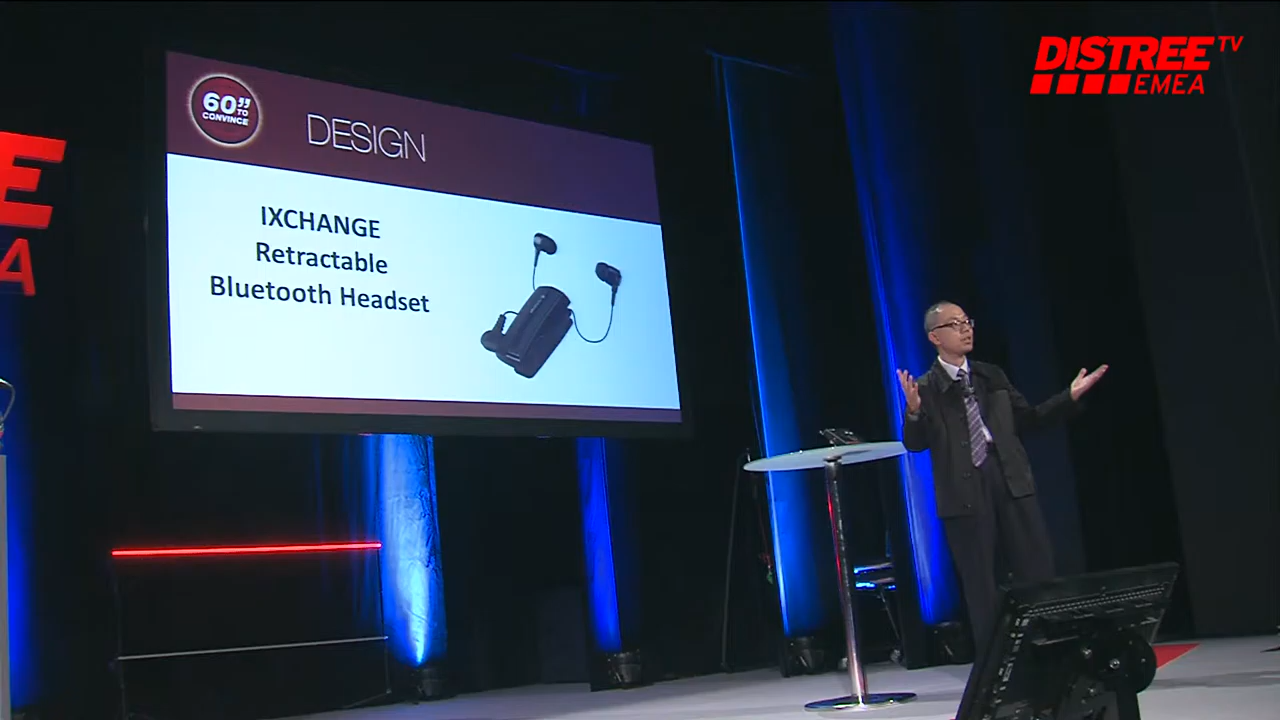 DISTREE TV
EMEA
60” TO
CONVINCE
DESIGN
IXCHANGE
Retractable
Bluetooth Headset
E
A